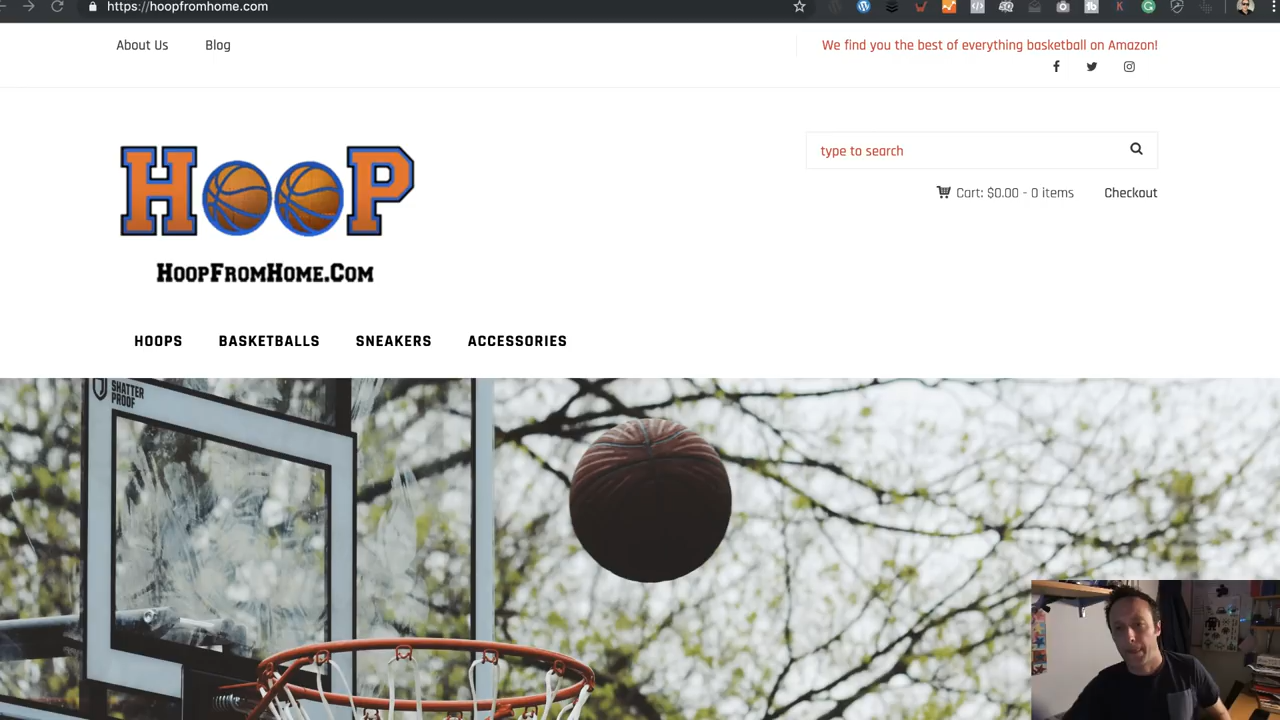 https://hoopfromhome.com
About Us
Blog
We find you the best of everything basketball on Amazon!
HOOP
type to search
Cart: $0.00 - 0 items
Checkout
HoopFromHome.Com
HOOPS
BASKETBALLS
SNEAKERS
ACCESSORIES
SHATTER
PROOF